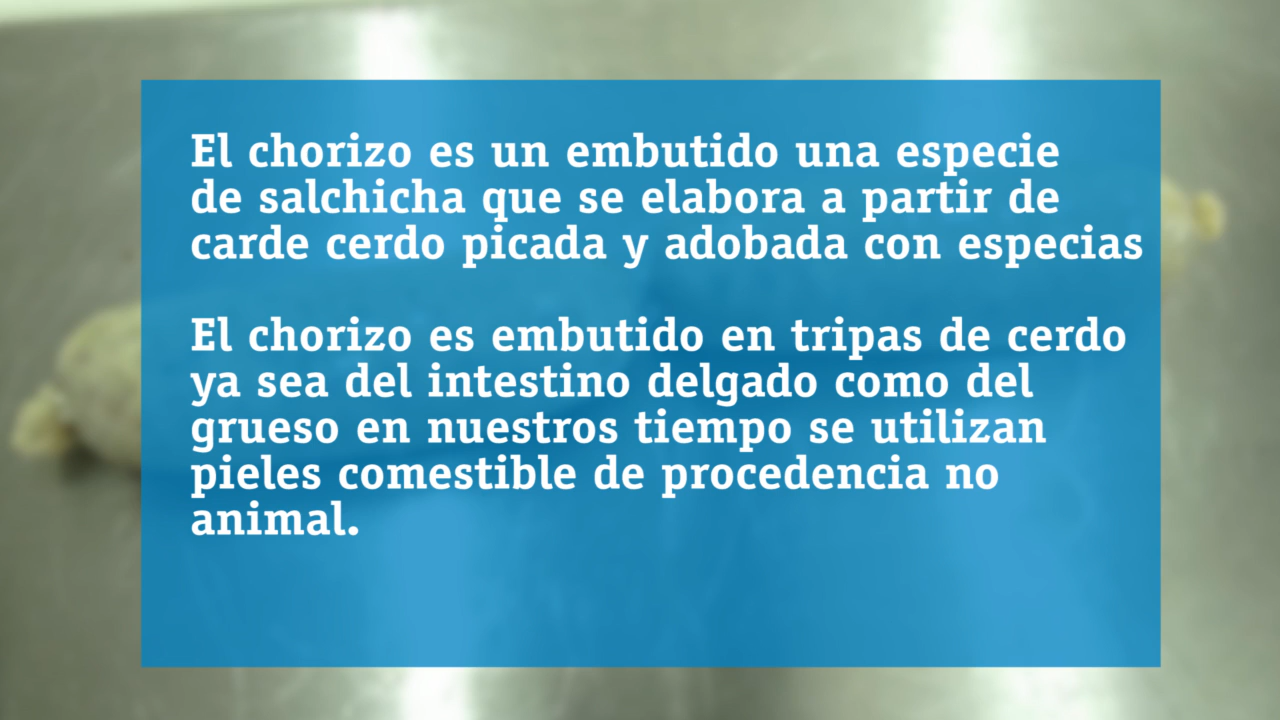 El chorizo es un embutido una especie
de salchicha que se elabora a partir de
carde cerdo picada y adobada con especias
El chorizo es embutido en tripas de cerdo
ya sea del intestino delgado como del
grueso en nuestros tiempo se utilizan
pieles comestible de procedencia no
animal.